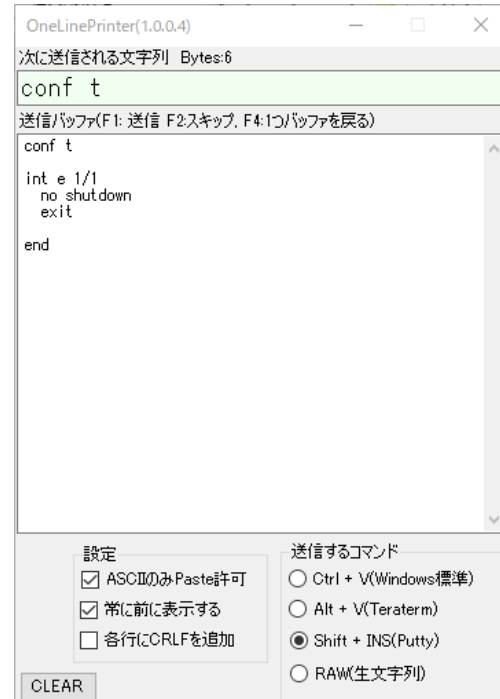 OneLinePrinter(1.0.0.4)
次に送信される文字列 Bytes:6
conf t
送信バッファ(F1: 送信 F2:スキップ, F4:1つバッファを戻る)
conf t
int e 1/1
no shutdown
exit
end
設定
ASCIIのみPaste許可
常に前に表示する
各行にCRLFを追加
CLEAR
送信するコマンド
Ctrl + V(Windows標準)
Alt + V(Teraterm)
Shift + INS(Putty)
RAW(生文字列)